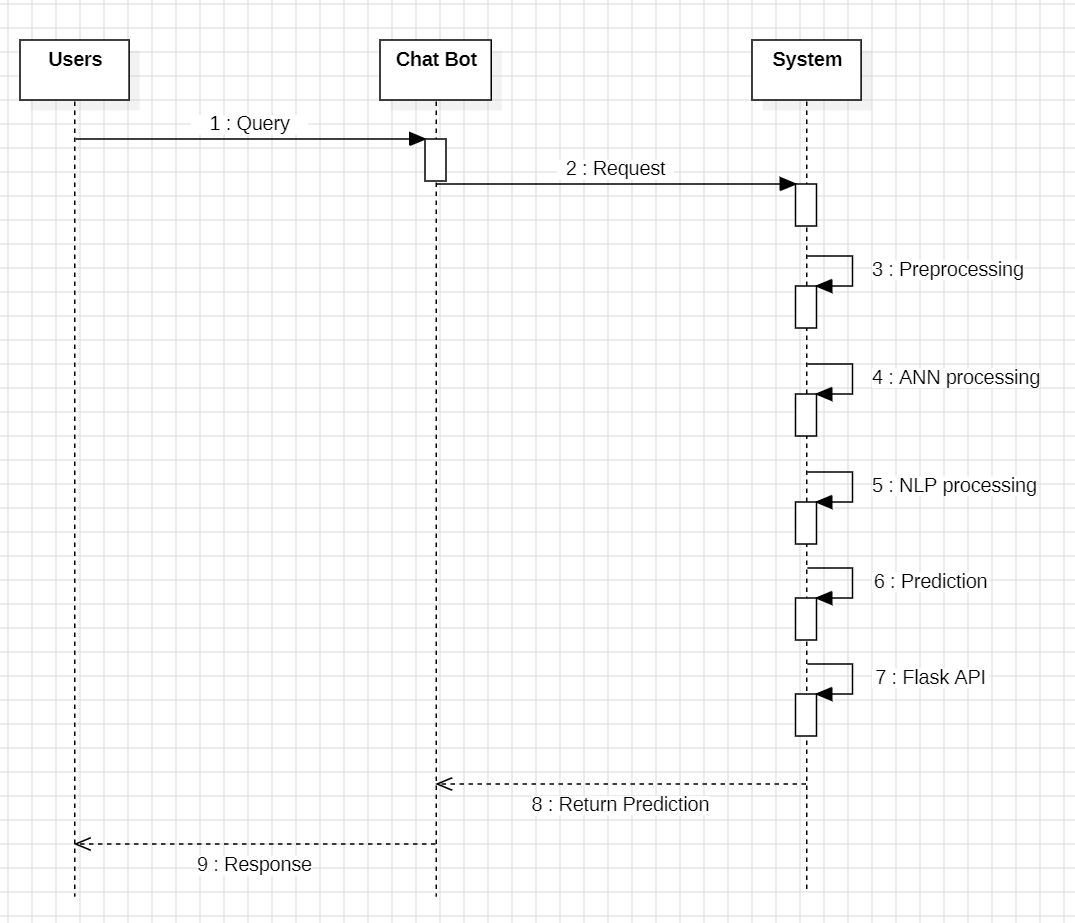 Users
Chat Bot
System
1 : Query
2 : Request
3 : Preprocessing
4 : ANN processing
5 : NLP processing
6 : Prediction
7 : Flask API
8 : Return Prediction
9 : Response